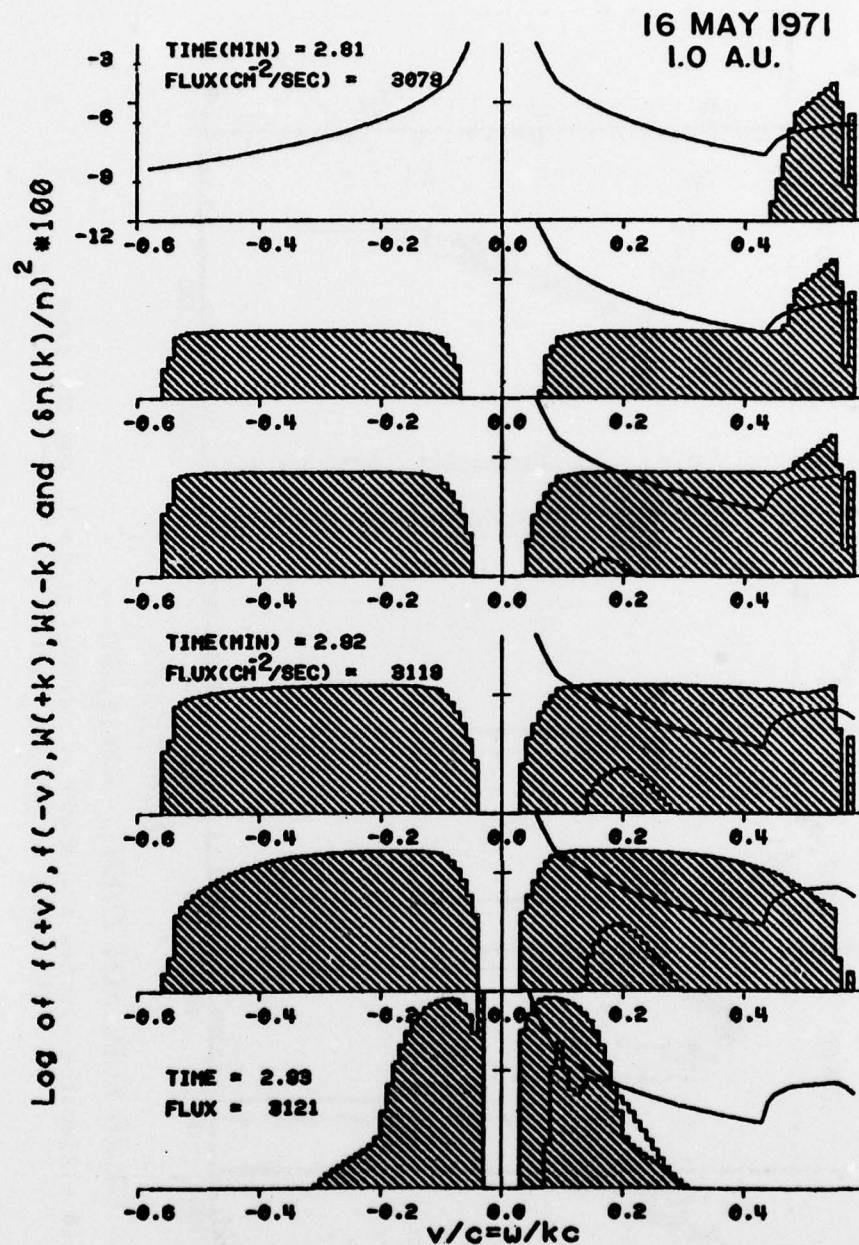 16 MAY 1971
1.0 A.U.
TIME(MIN) = 2.81
FLUX(CM-2/SEC) = 3079
-3
-6
-9
-12
-0.6 -0.4 -0.2 0.0 0.2 0.4
-0.6 -0.4 -0.2 0.0 0.2 0.4
-0.6 -0.4 -0.2 0.0 0.2 0.4
TIME(MIN) = 2.92
FLUX(CM-2/SEC) = 3119
-0.6 -0.4 -0.2 0.0 0.2 0.4
-0.6 -0.4 -0.2 0.0 0.2 0.4
TIME = 2.93
FLUX = 3121
-0.6 -0.4 -0.2 0.0 0.2 0.4
v/c=w/kc
Log of f(+v),f(-v),W(+k),W(-k) and (δn(k)/n)² *100